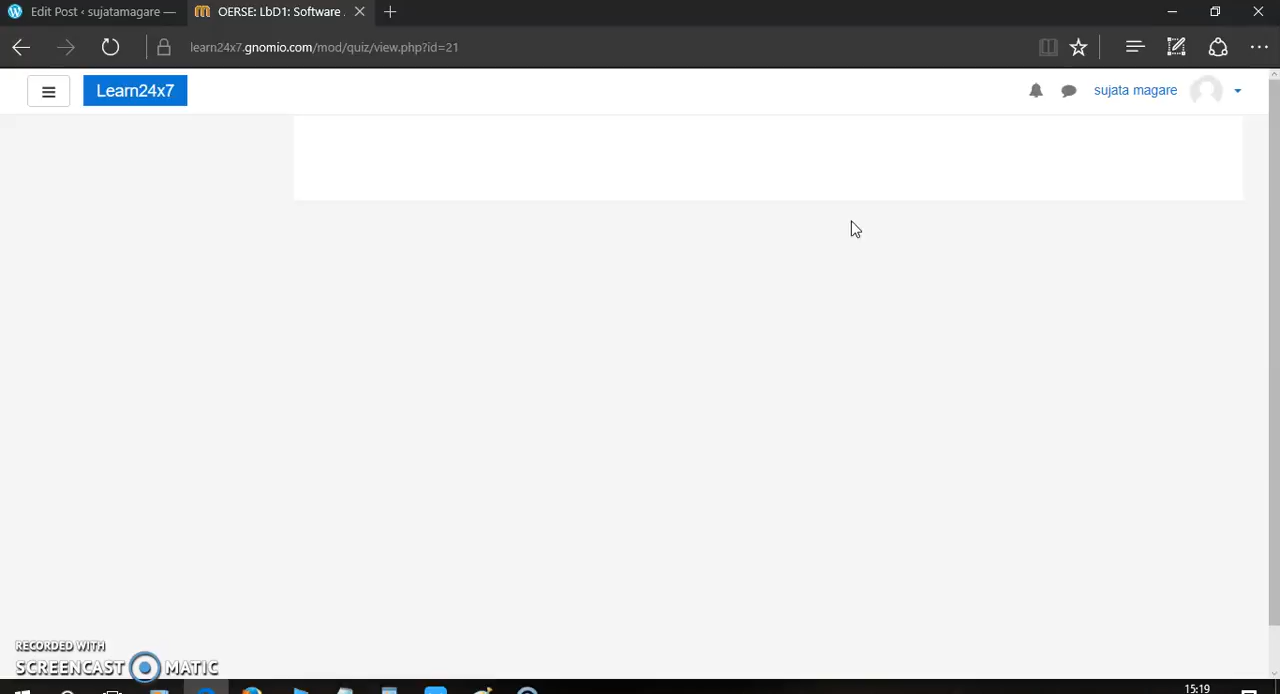 Edit Post ‹ sujatamagare —
OERSE: LbD1: Software
learn24x7.gnomio.com/mod/quiz/view.php?id=21
Learn24x7
sujata magare
RECORDED WITH
SCREENCAST MATIC
15:19